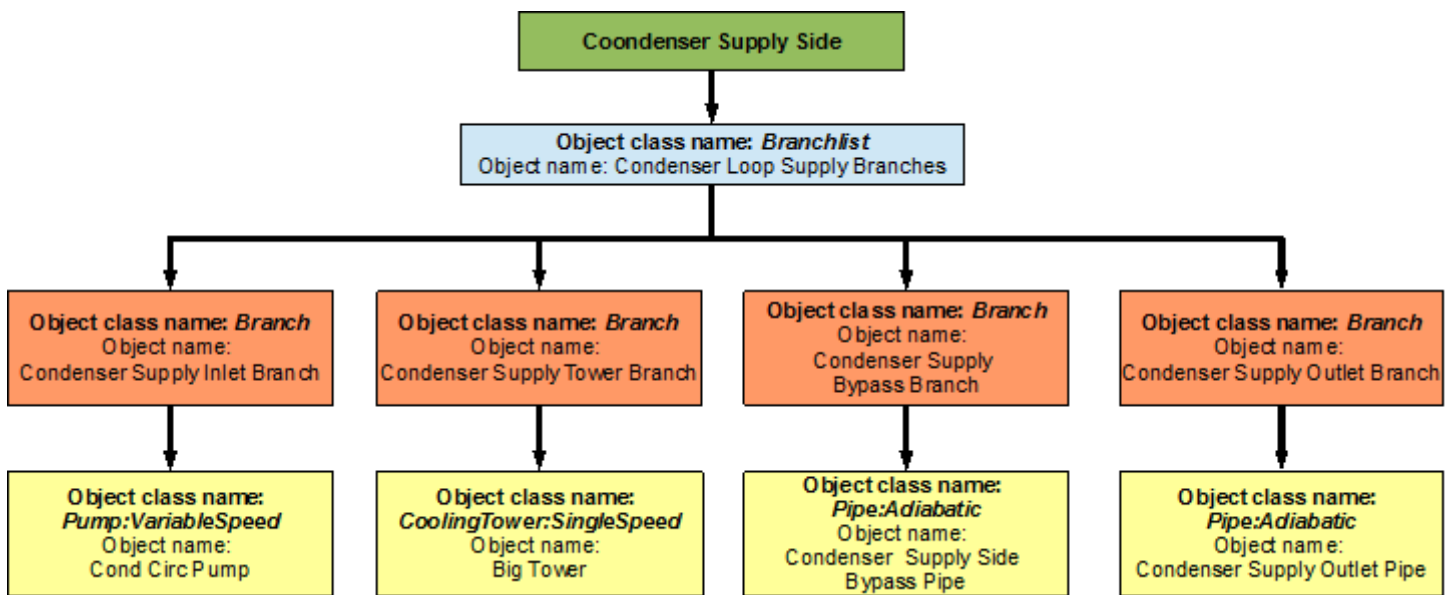 Coondenser Supply Side
Object class name: Branchlist
Object name: Condenser Loop Supply Branches
Object class name: Branch
Object name:
Condenser Supply Inlet Branch
Object class name: Branch
Object name:
Condenser Supply Tower Branch
Object class name: Branch
Object name:
Condenser Supply
Bypass Branch
Object class name: Branch
Object name:
Condenser Supply Outlet Branch
Object class name:
Pump:VariableSpeed
Object name:
Cond Circ Pump
Object class name:
CoolingTower:SingleSpeed
Object name:
Big Tower
Object class name:
Pipe:Adiabatic
Object name:
Condenser Supply Side
Bypass Pipe
Object class name:
Pipe:Adiabatic
Object name:
Condenser Supply Outlet Pipe